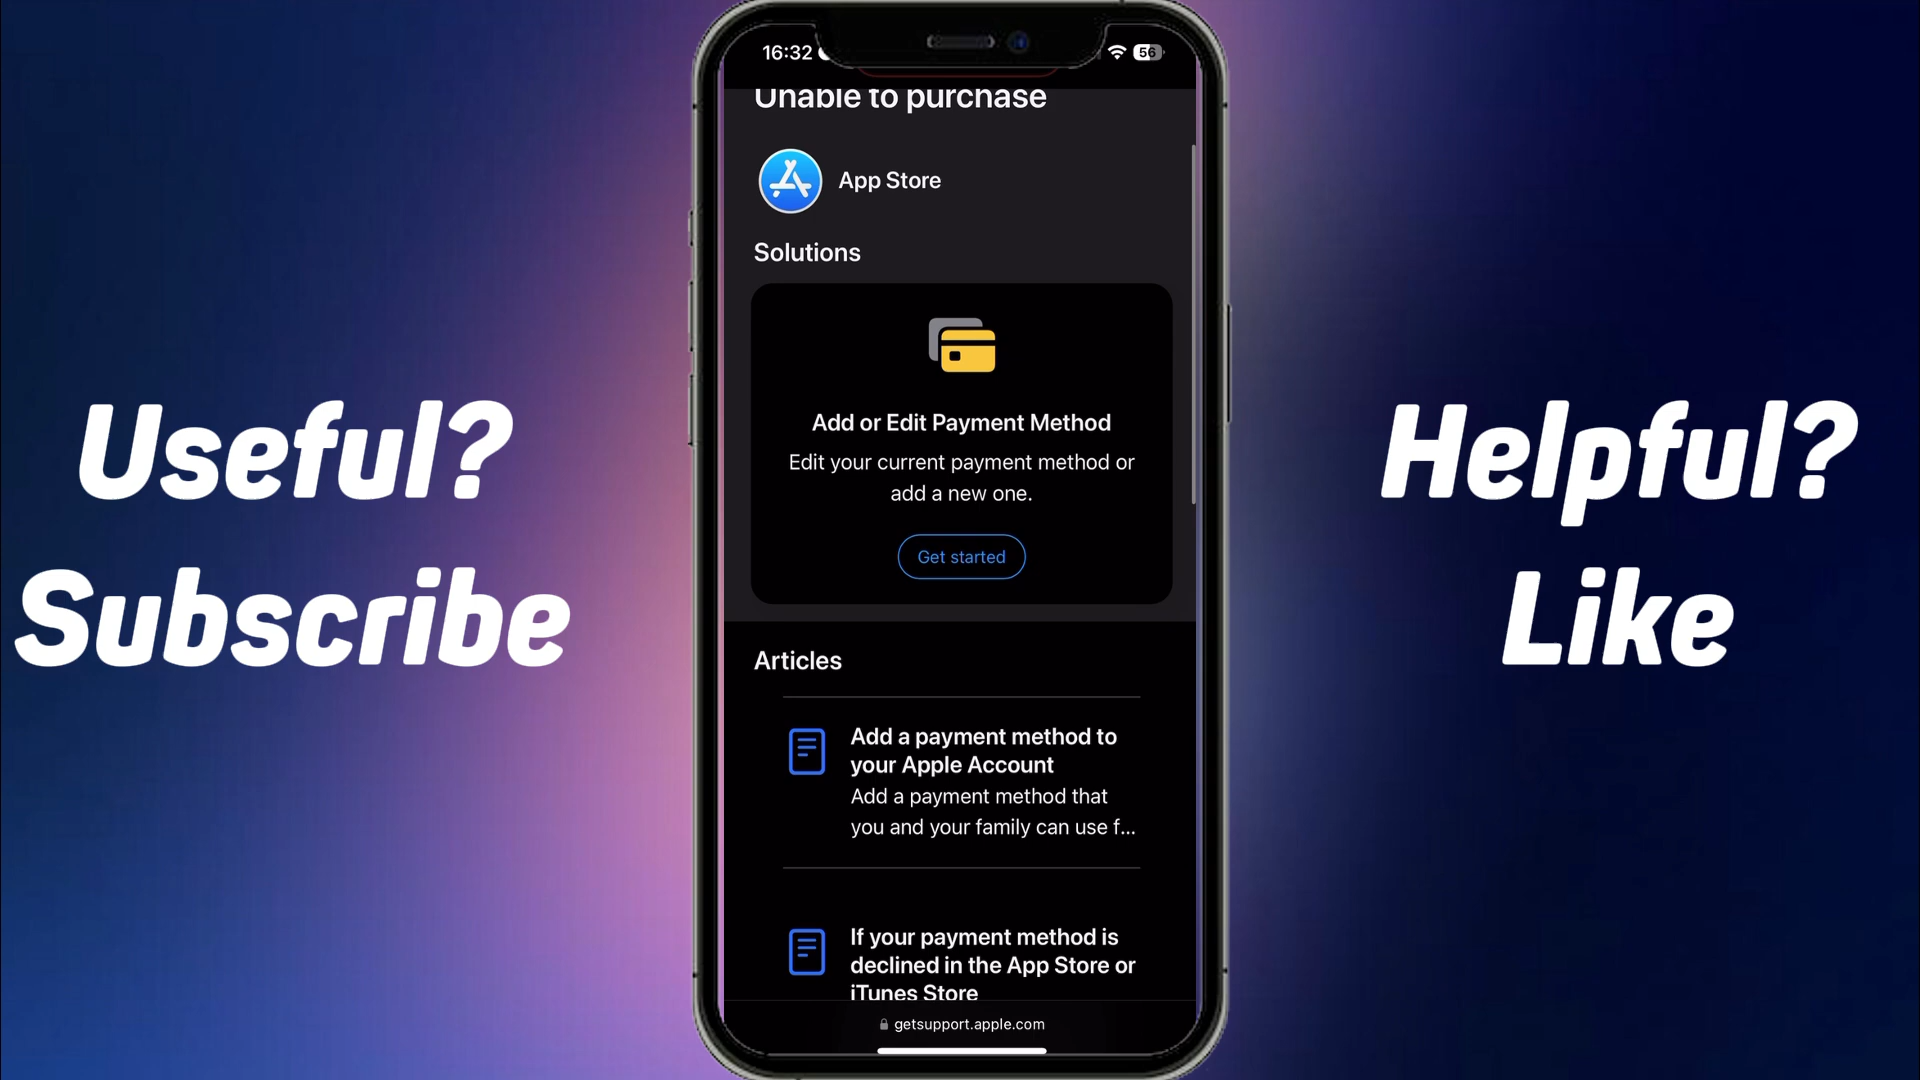 16:32
56
Unable to purchase
App Store
Solutions
Add or Edit Payment Method
Edit your current payment method or
add a new one.
Get started
Articles
Add a payment method to
your Apple Account
Add a payment method that
you and your family can use f...
If your payment method is
declined in the App Store or
iTunes Store
getsupport.apple.com
Useful?
Subscribe
Helpful?
Like